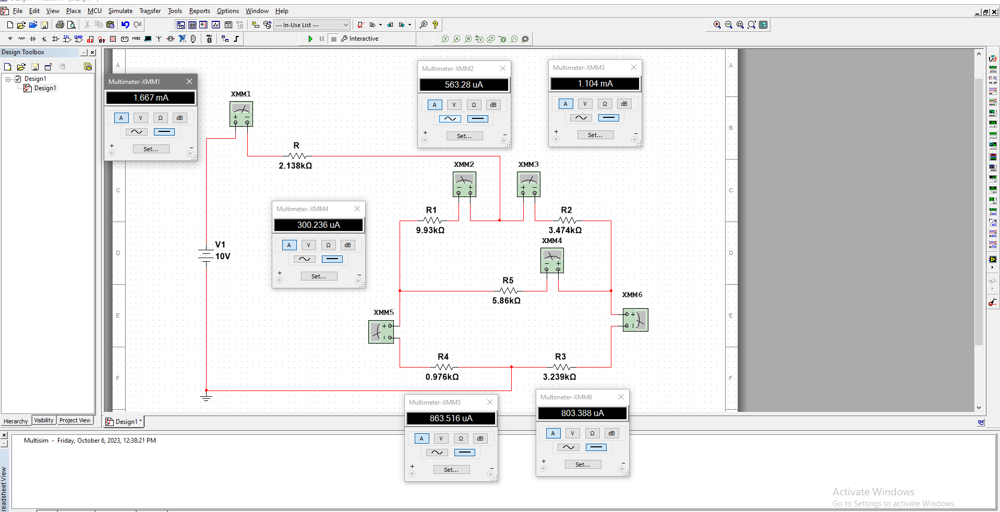 File Edit View Place MCU Simulate Transfer Tools Reports Options Window Help
--- In-Use List ---
MISC
Interactive
Design Toolbox
Design1
Design1
A
A
B
C
C
D
D
E
E
F
F
Multimeter-XMM1
1.667 mA
A V Ω dB
+ Set... −
Multimeter-XMM2
563.28 uA
A V Ω dB
+ Set... −
Multimeter-XMM3
1.104 mA
A V Ω dB
+ Set... −
XMM1
+ −
R
2.138kΩ
XMM2
− +
XMM3
+ −
Multimeter-XMM4
300.236 uA
A V Ω dB
+ Set... −
R1
9.93kΩ
R2
3.474kΩ
XMM4
− +
V1
10V
R5
5.86kΩ
XMM6
+
XMM5
+
R4
0.976kΩ
R3
3.239kΩ
Multimeter-XMM5
863.516 uA
A V Ω dB
+ Set... −
Multimeter-XMM6
803.388 uA
A V Ω dB
+ Set... −
Hierarchy Visibility Project View
Design1 *
Multisim - Friday, October 6, 2023, 12:38:21 PM
readsheet View
Activate Windows
Go to Settings to activate Windows.